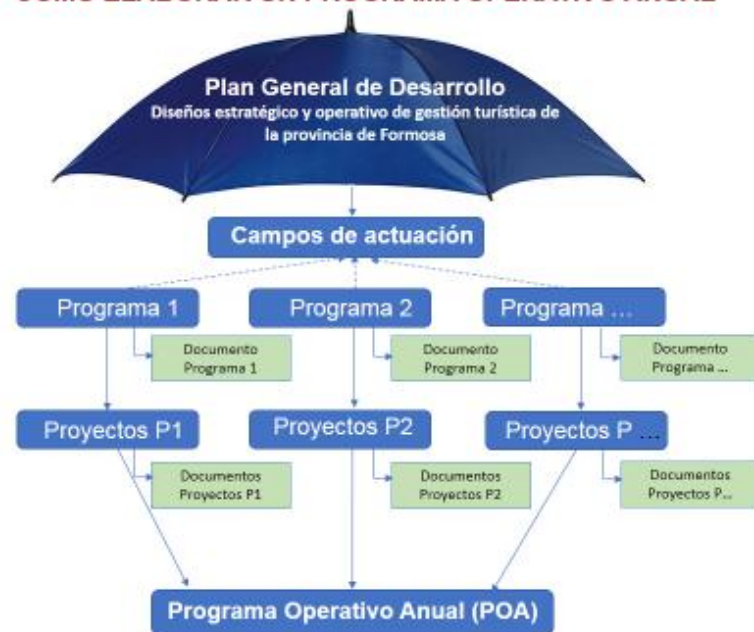 Plan General de Desarrollo
Diseños estratégico y operativo de gestión turística de
la provincia de Formosa
Campos de actuación
Programa 1
Programa 2
Programa ...
Documento
Programa 1
Documento
Programa 2
Documento
Programa ...
Proyectos P1
Proyectos P2
Proyectos P ...
Documentos
Proyectos P1
Documentos
Proyectos P2
Documentos
Proyectos P...
Programa Operativo Anual (POA)